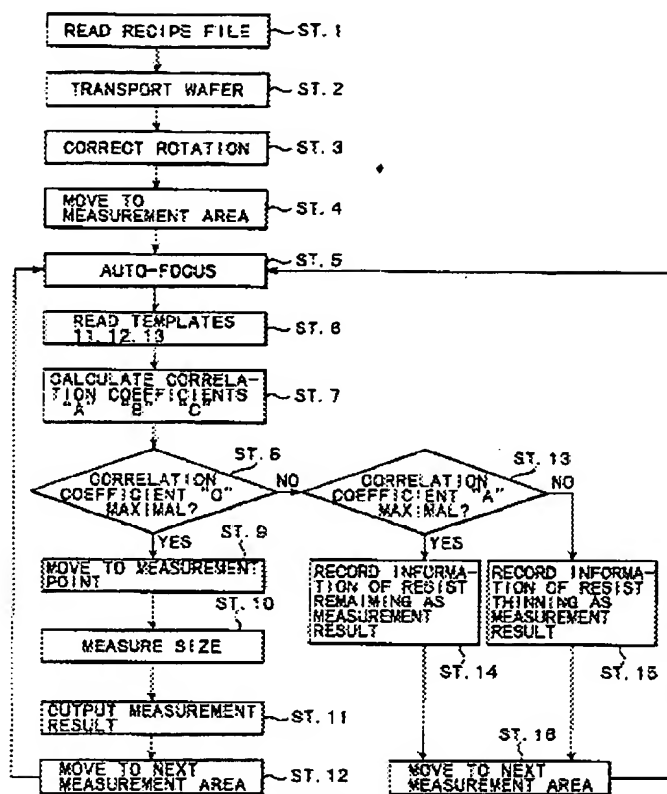 READ RECIPE FILE
ST. 1
TRANSPORT WAFER
ST. 2
CORRECT ROTATION
ST. 3
MOVE TO
MEASUREMENT AREA
ST. 4
AUTO-FOCUS
ST. 5
READ TEMPLATES
11, 12, 13
ST. 6
CALCULATE CORRELA-
TION COEFFICIENTS
"A" "B" "C"
ST. 7
CORRELATION
COEFFICIENT "C"
MAXIMAL?
ST. 8
NO
YES
CORRELATION
COEFFICIENT "A"
MAXIMAL?
ST. 13
NO
YES
MOVE TO MEASUREMENT
POINT
ST. 9
MEASURE SIZE
ST. 10
OUTPUT MEASUREMENT
RESULT
ST. 11
MOVE TO NEXT
MEASUREMENT AREA
ST. 12
RECORD INFORMA-
TION OF RESIST
REMAIMING AS
MEASUREMENT
RESULT
ST. 14
RECORD INFORMA-
TION OF RESIST
THINNING AS
MEASUREMENT
RESULT
ST. 15
MOVE TO NEXT
MEASUREMENT AREA
ST. 16